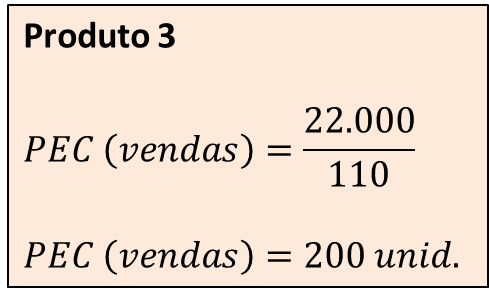 Produto 3
PEC (vendas) = 22.000 / 110
PEC (vendas) = 200 unid.